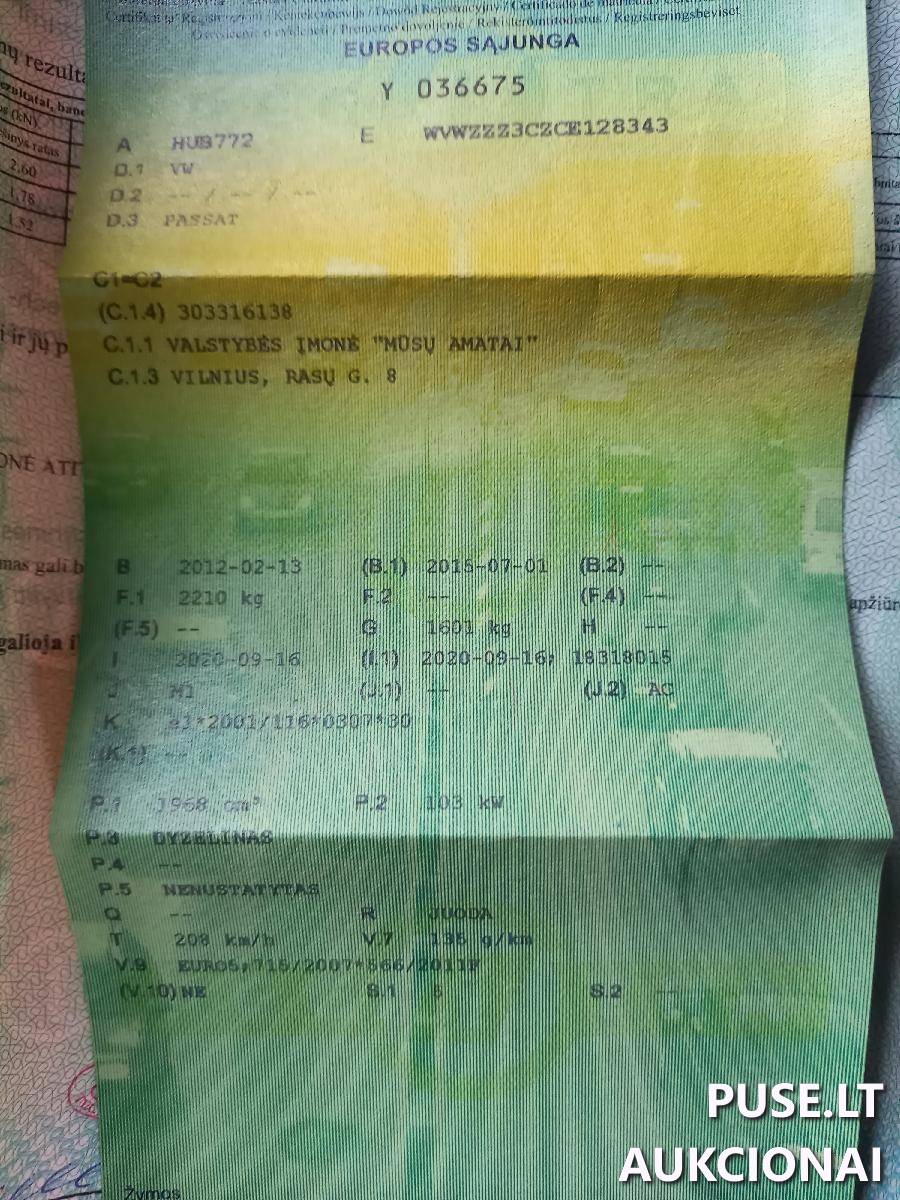 EUROPOS SĄJUNGA
Y 036675
A HUB772 E WVWZZZ3CZCE128343
D.1 VW
D.2 -- / -- / --
D.3 PASSAT
C1=C2
(C.1.4) 303316138
C.1.1 VALSTYBĖS ĮMONĖ "MŪSŲ AMATAI"
C.1.3 VILNIUS, RASŲ G. 8
B 2012-02-13 (B.1) 2015-07-01 (B.2) --
F.1 2210 kg F.2 -- (F.4) --
(F.5) -- G 1601 kg H --
I 2020-09-16 (I.1) 2020-09-16; 18318015
J M1 (J.1) -- (J.2) AC
K e1*2001/116*0307*30
(K.1) --
P.1 1968 cm³ P.2 103 kW
P.3 DYZELINAS
P.4 --
P.5 NENUSTATYTAS
Q -- R JUODA
T 208 km/h V.7 135 g/km
V.9 EURO5;715/2007*566/2011F
(V.10) NE S.1 5 S.2 --
Žymos
PUSE.LT
AUKCIONAI